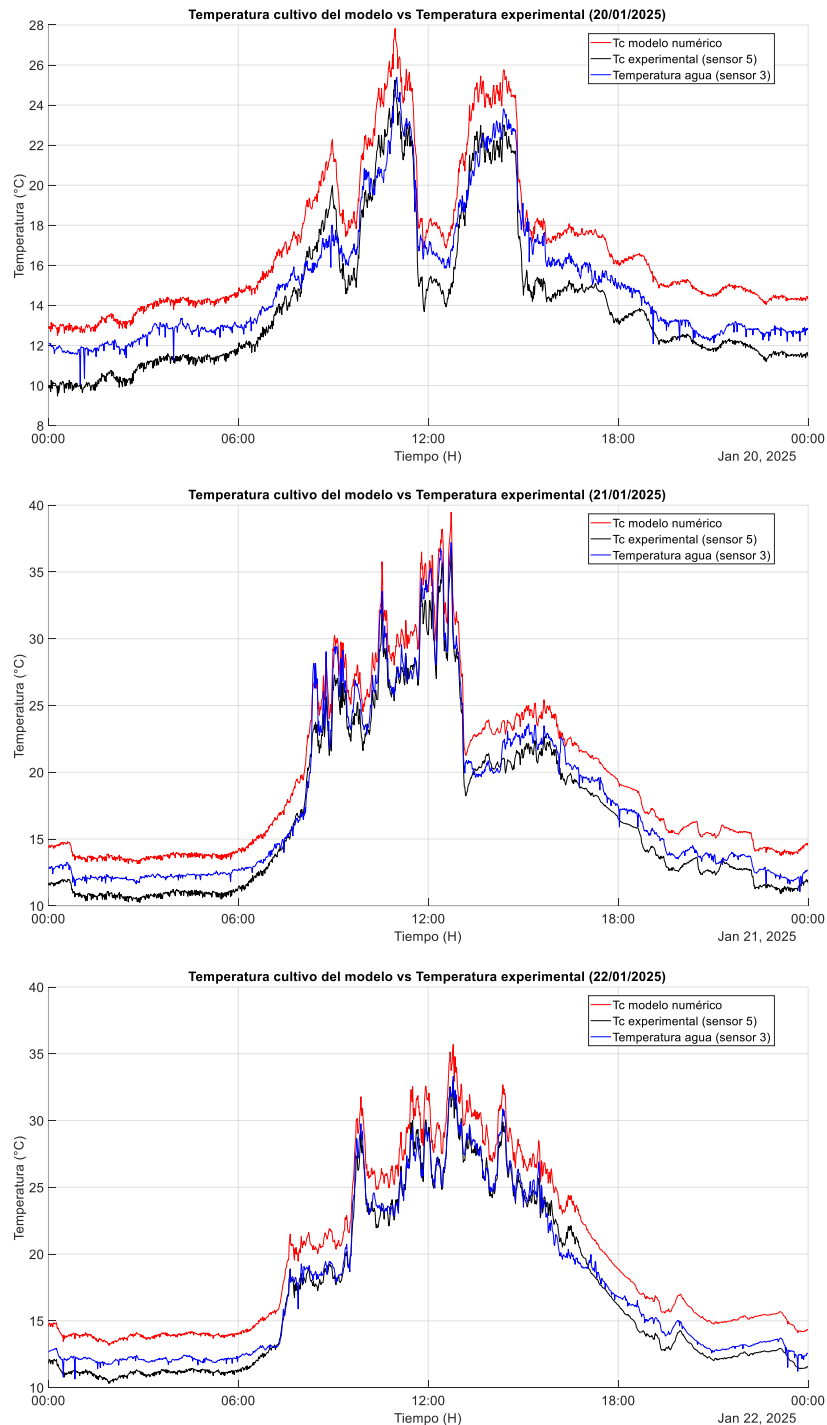 Temperatura cultivo del modelo vs Temperatura experimental (20/01/2025)
28
26
24
22
20
18
16
14
12
10
8
Temperatura (°C)
Tc modelo numérico
Tc experimental (sensor 5)
Temperatura agua (sensor 3)
00:00 06:00 12:00 18:00 00:00
Tiempo (H)
Jan 20, 2025
Temperatura cultivo del modelo vs Temperatura experimental (21/01/2025)
40
35
30
25
20
15
10
Temperatura (°C)
Tc modelo numérico
Tc experimental (sensor 5)
Temperatura agua (sensor 3)
00:00 06:00 12:00 18:00 00:00
Tiempo (H)
Jan 21, 2025
Temperatura cultivo del modelo vs Temperatura experimental (22/01/2025)
40
35
30
25
20
15
10
Temperatura (°C)
Tc modelo numérico
Tc experimental (sensor 5)
Temperatura agua (sensor 3)
00:00 06:00 12:00 18:00 00:00
Tiempo (H)
Jan 22, 2025